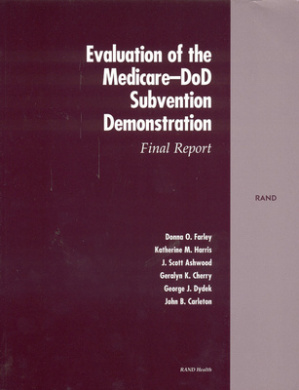 Evaluation of the
Medicare–DoD
Subvention
Demonstration
Final Report
RAND
Donna O. Farley
Katherine M. Harris
J. Scott Ashwood
Geralyn K. Cherry
George J. Dydek
John B. Carleton
RAND Health